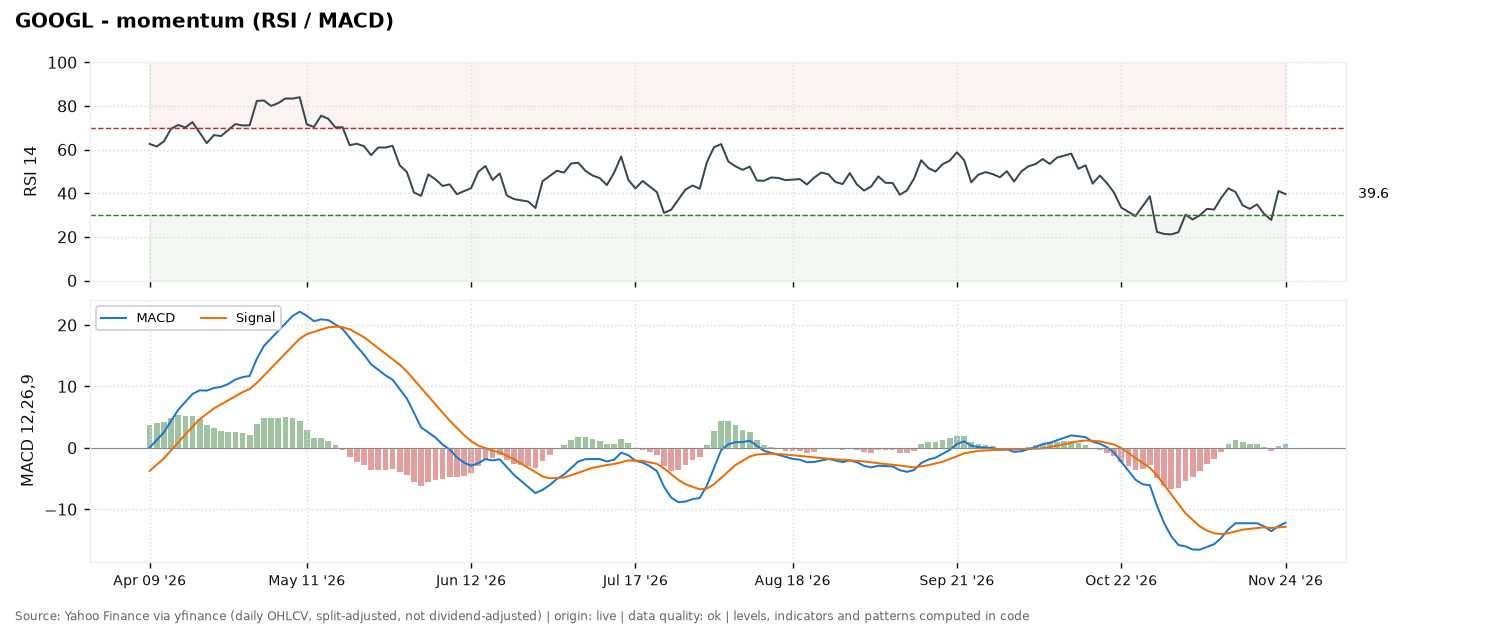 GOOGL - momentum (RSI / MACD)
100
80
60
40
20
0
RSI 14
39.6
MACD
Signal
20
10
0
−10
MACD 12,26,9
Apr 09 '26
May 11 '26
Jun 12 '26
Jul 17 '26
Aug 18 '26
Sep 21 '26
Oct 22 '26
Nov 24 '26
Source: Yahoo Finance via yfinance (daily OHLCV, split-adjusted, not dividend-adjusted) | origin: live | data quality: ok | levels, indicators and patterns computed in code